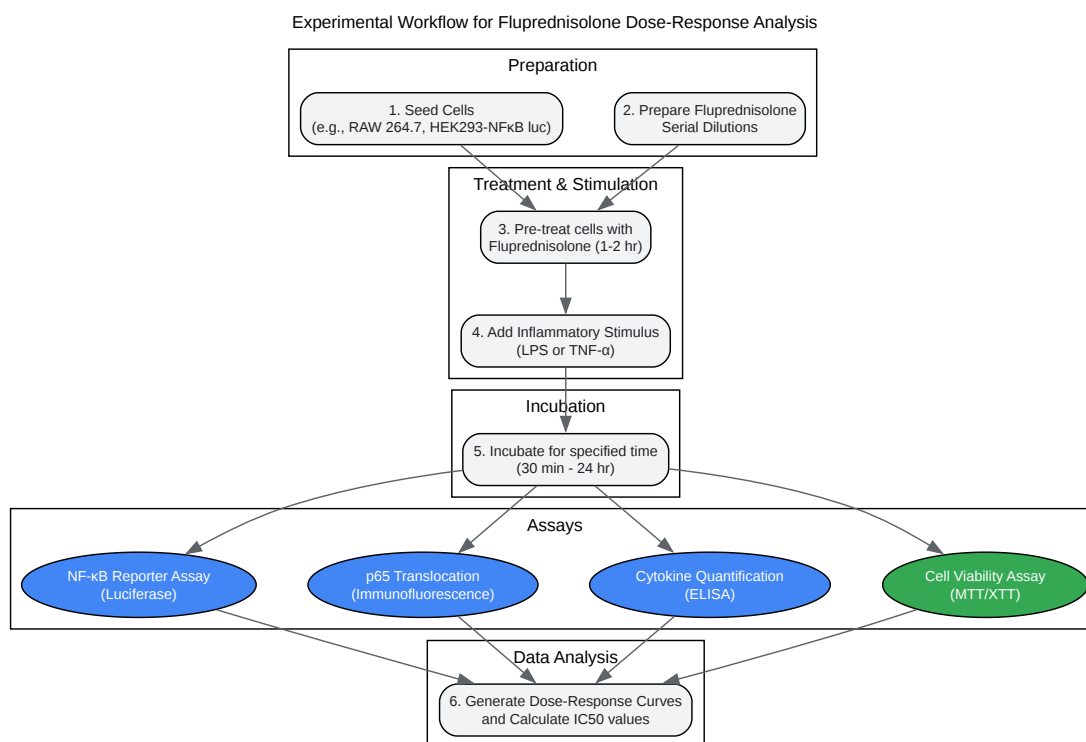 Experimental Workflow for Fluprednisolone Dose-Response Analysis
Preparation
1. Seed Cells
(e.g., RAW 264.7, HEK293-NFκB luc)
2. Prepare Fluprednisolone
Serial Dilutions
Treatment & Stimulation
3. Pre-treat cells with
Fluprednisolone (1-2 hr)
4. Add Inflammatory Stimulus
(LPS or TNF-α)
Incubation
5. Incubate for specified time
(30 min - 24 hr)
Assays
NF-κB Reporter Assay
(Luciferase)
p65 Translocation
(Immunofluorescence)
Cytokine Quantification
(ELISA)
Cell Viability Assay
(MTT/XTT)
Data Analysis
6. Generate Dose-Response Curves
and Calculate IC50 values